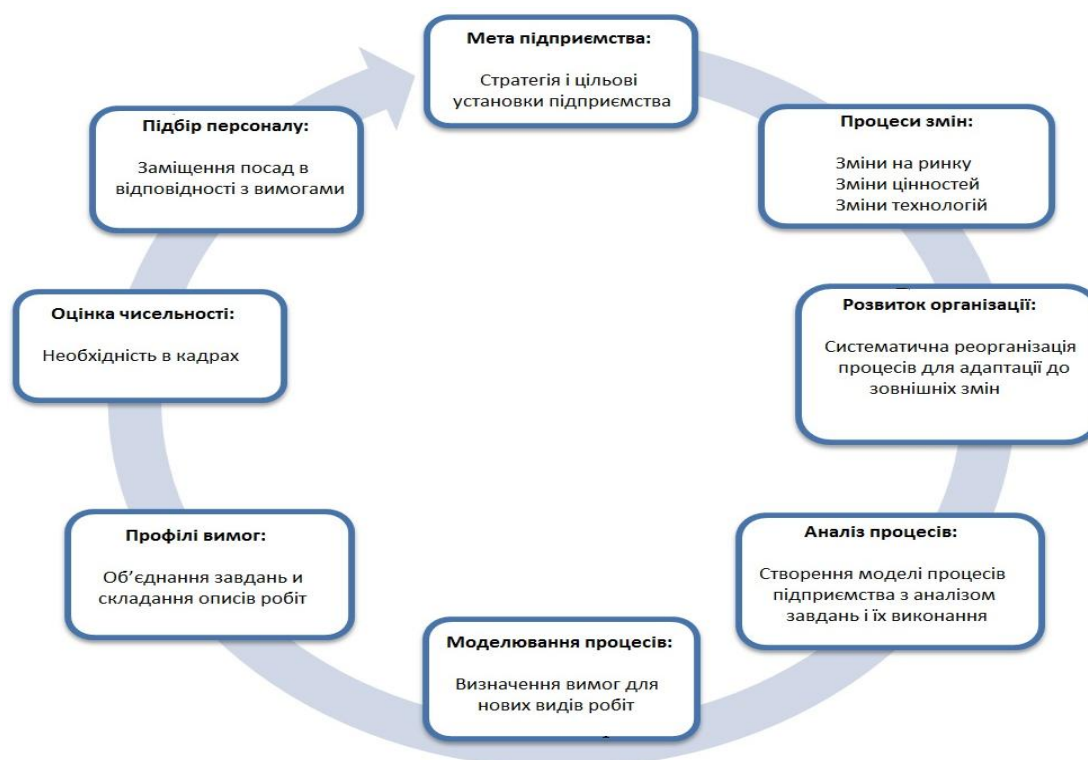 Мета підприємства:
Стратегія і цільові
установки підприємства
Процеси змін:
Зміни на ринку
Зміни цінностей
Зміни технологій
Розвиток організації:
Систематична реорганізація
процесів для адаптації до
зовнішніх змін
Аналіз процесів:
Створення моделі процесів
підприємства з аналізом
завдань і їх виконання
Моделювання процесів:
Визначення вимог для
нових видів робіт
Профілі вимог:
Об’єднання завдань и
складання описів робіт
Оцінка чисельності:
Необхідність в кадрах
Підбір персоналу:
Заміщення посад в
відповідності з вимогами